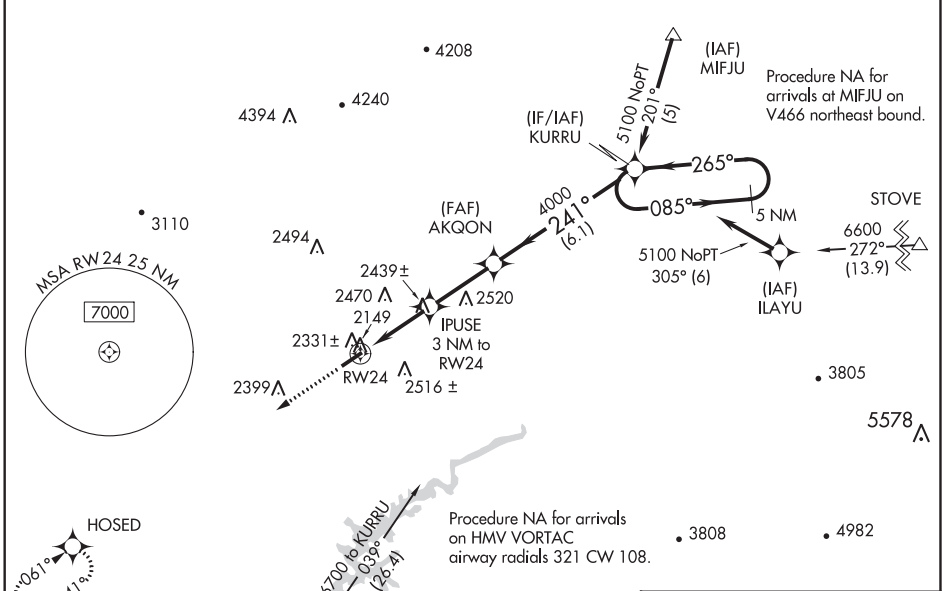 4208
(IAF)
MIFJU
Procedure NA for
arrivals at MIFJU on
V466 northeast bound.
4240
4394
5100 NoPT
201°
(5)
(IF/IAF)
KURRU
265°
085°
5 NM
4000
241°
(6.1)
(FAF)
AKQON
3110
STOVE
6600
272°
(13.9)
5100 NoPT
305° (6)
(IAF)
ILAYU
2494
MSA RW 24 25 NM
7000
2439 ±
2470
2520
2149
IPUSE
3 NM to
RW24
2331±
RW24
2399
2516 ±
3805
5578
HOSED
061°
41°
6700 to KURRU
039°
(26.4)
Procedure NA for arrivals
on HMV VORTAC
airway radials 321 CW 108.
3808
4982